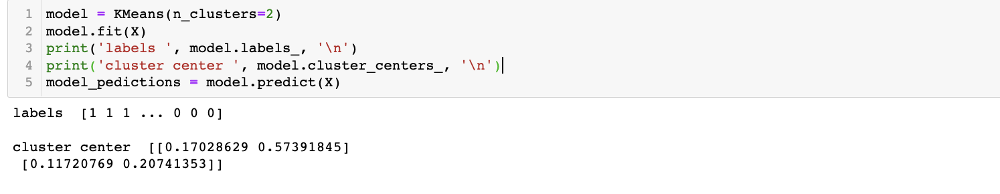 1 model = KMeans(n_clusters=2)
2 model.fit(X)
3 print('labels ', model.labels_, '\n')
4 print('cluster center ', model.cluster_centers_, '\n')
5 model_pedictions = model.predict(X)
labels  [1 1 1 ... 0 0 0]
cluster center  [[0.17028629 0.57391845]
 [0.11720769 0.20741353]]